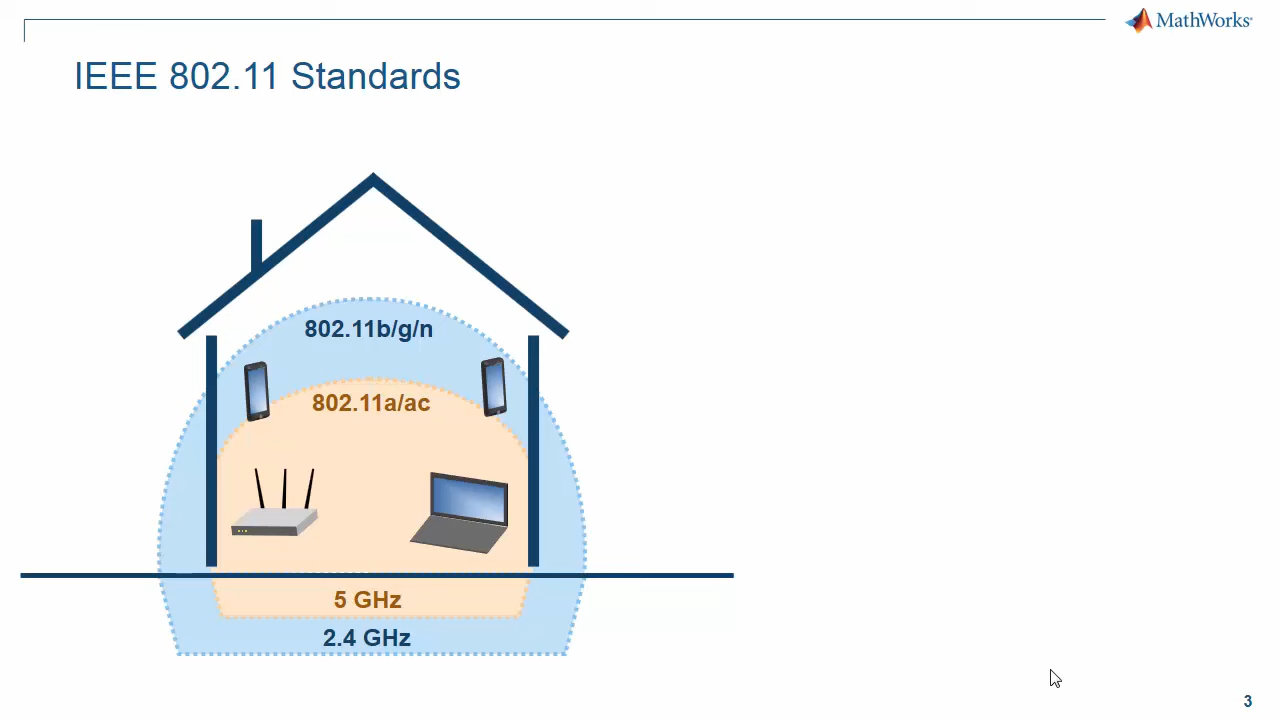 MathWorks
IEEE 802.11 Standards
802.11b/g/n
802.11a/ac
5 GHz
2.4 GHz
3